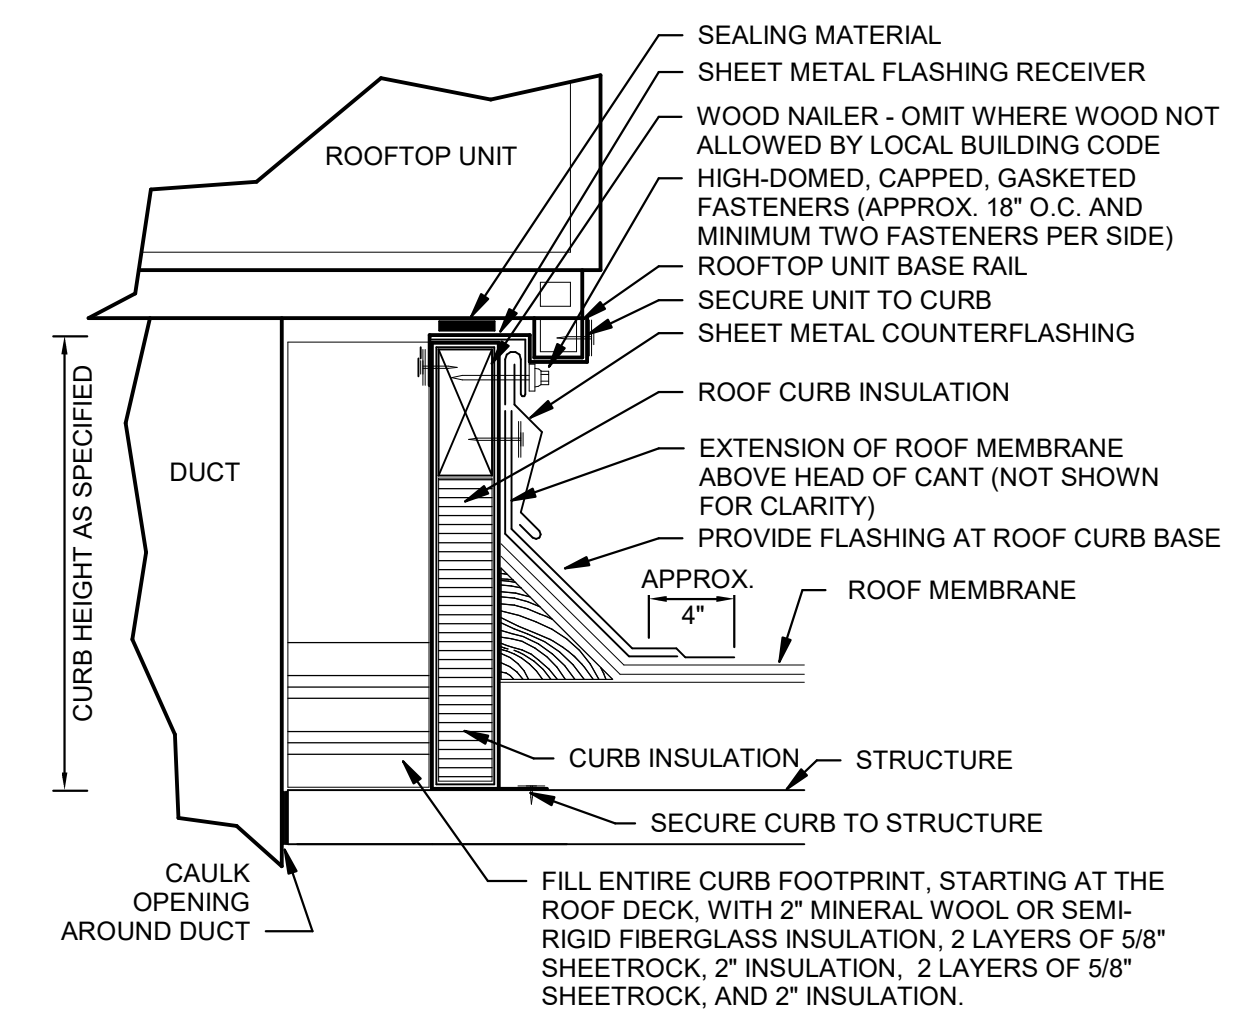 SEALING MATERIAL
SHEET METAL FLASHING RECEIVER
WOOD NAILER - OMIT WHERE WOOD NOT
ALLOWED BY LOCAL BUILDING CODE
ROOFTOP UNIT
HIGH-DOMED, CAPPED, GASKETED
FASTENERS (APPROX. 18" O.C. AND
MINIMUM TWO FASTENERS PER SIDE)
ROOFTOP UNIT BASE RAIL
SECURE UNIT TO CURB
SHEET METAL COUNTERFLASHING
ROOF CURB INSULATION
CURB HEIGHT AS SPECIFIED
DUCT
EXTENSION OF ROOF MEMBRANE
ABOVE HEAD OF CANT (NOT SHOWN
FOR CLARITY)
PROVIDE FLASHING AT ROOF CURB BASE
APPROX.
4"
ROOF MEMBRANE
CURB INSULATION
STRUCTURE
SECURE CURB TO STRUCTURE
CAULK
OPENING
AROUND DUCT
FILL ENTIRE CURB FOOTPRINT, STARTING AT THE
ROOF DECK, WITH 2" MINERAL WOOL OR SEMI-
RIGID FIBERGLASS INSULATION, 2 LAYERS OF 5/8"
SHEETROCK, 2" INSULATION, 2 LAYERS OF 5/8"
SHEETROCK, AND 2" INSULATION.